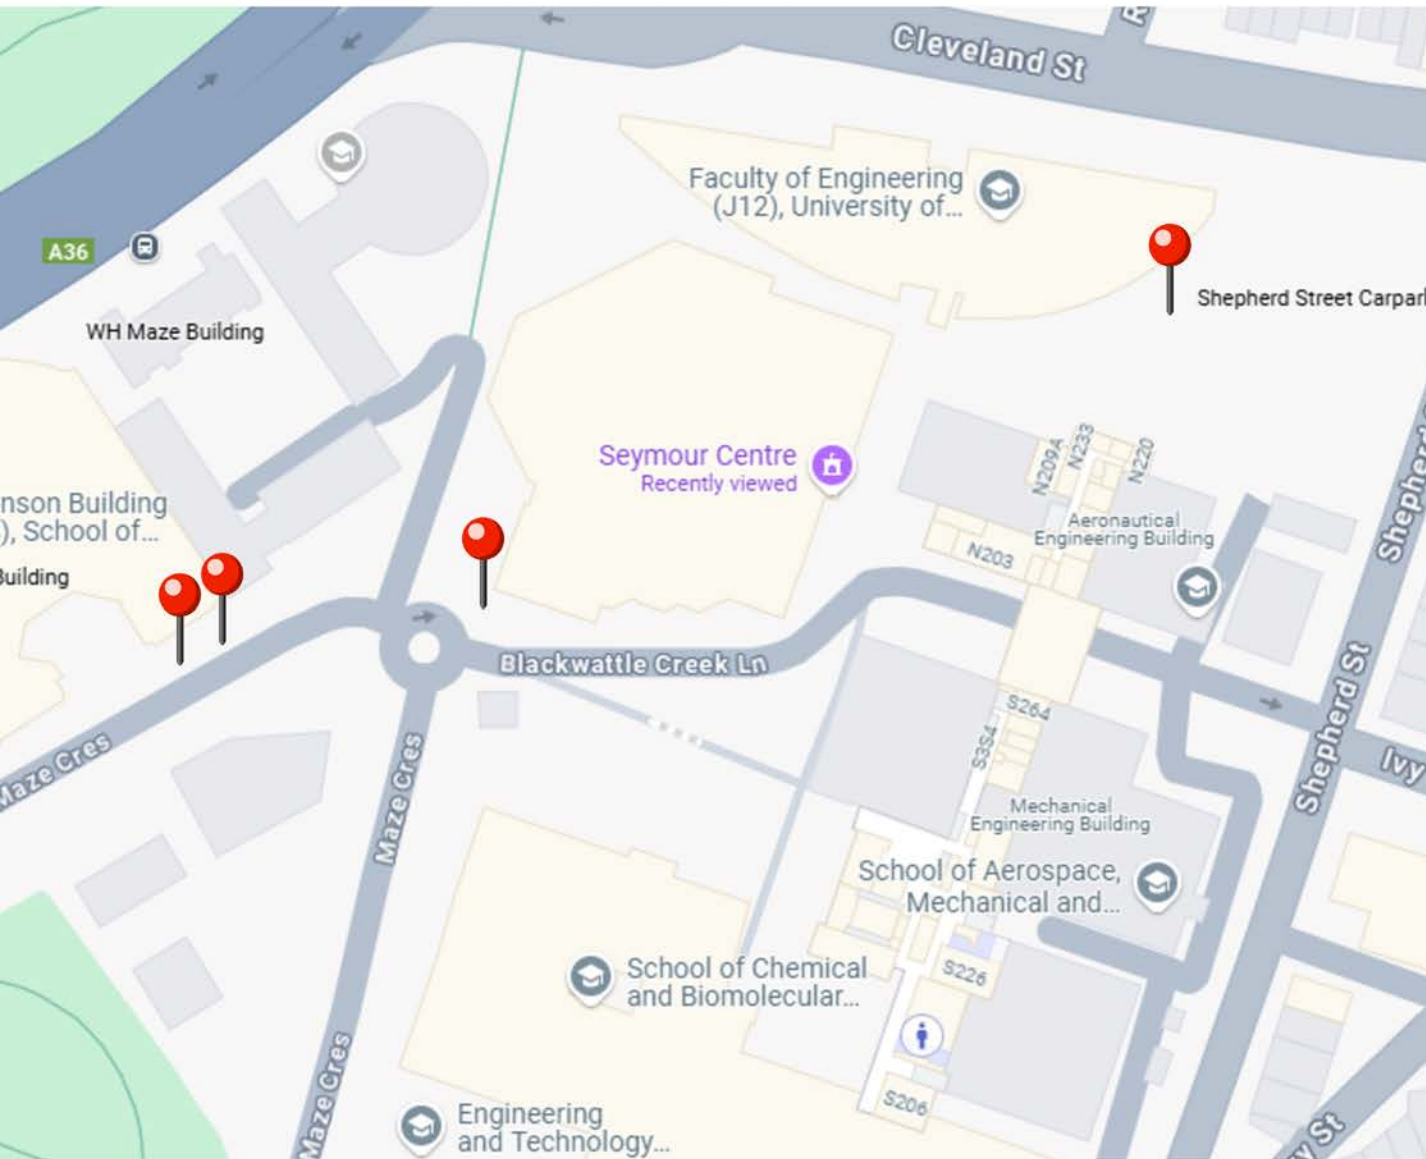 Cleveland St
R
Faculty of Engineering
(J12), University of...
A36
Shepherd Street Carpar
WH Maze Building
Seymour Centre
Recently viewed
N209A
N233
N220
nson Building
), School of...
Aeronautical
Engineering Building
N203
Shepher
Building
Blackwattle Creek Ln
S264
Shepherd St
S3S4
Maze Cres
Ivy
Maze Cres
Mechanical
Engineering Building
School of Aerospace,
Mechanical and...
School of Chemical
and Biomolecular...
S226
Maze Cres
S206
Engineering
and Technology...
y St